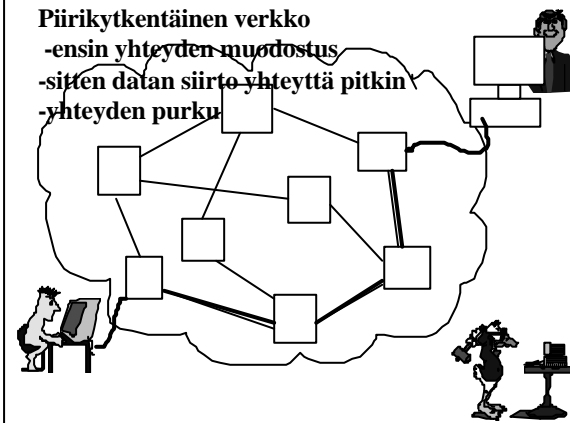 Piirikytkentäinen verkko
-ensin yhteyden muodostus
-sitten datan siirto yhteyttä pitkin
-yhteyden purku